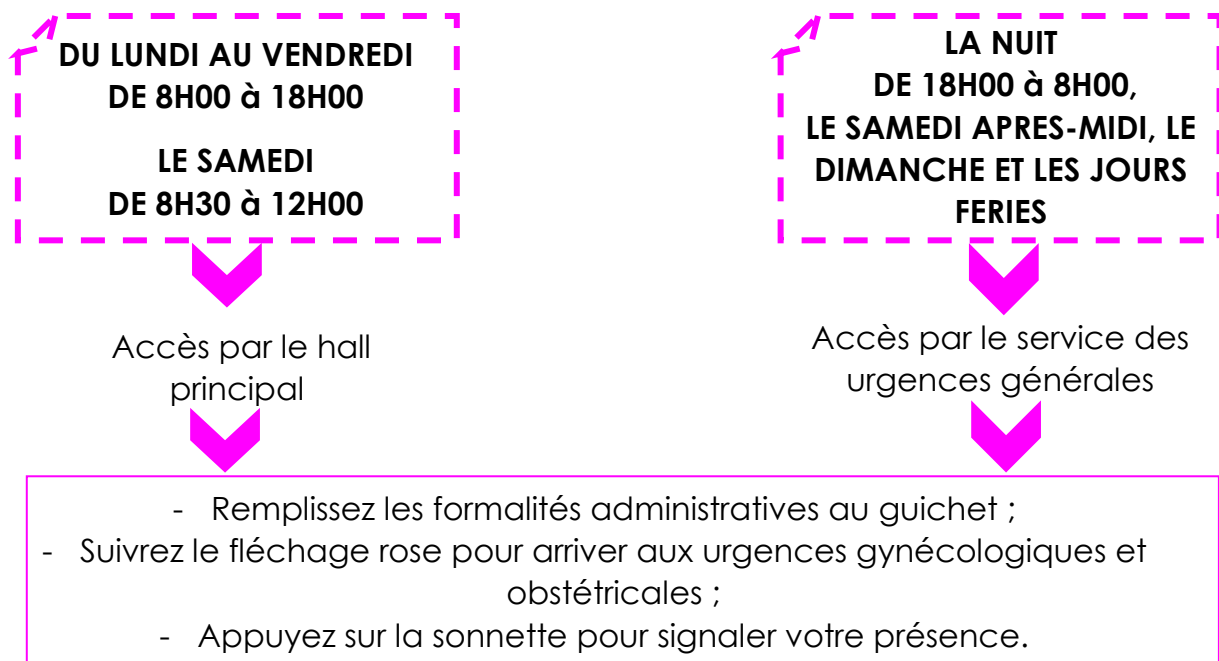 DU LUNDI AU VENDREDI
DE 8H00 à 18H00
LE SAMEDI
DE 8H30 à 12H00
Accès par le hall
principal
LA NUIT
DE 18H00 à 8H00,
LE SAMEDI APRES-MIDI, LE
DIMANCHE ET LES JOURS
FERIES
Accès par le service des
urgences générales
- Remplissez les formalités administratives au guichet ;
- Suivrez le fléchage rose pour arriver aux urgences gynécologiques et
obstétricales ;
- Appuyez sur la sonnette pour signaler votre présence.